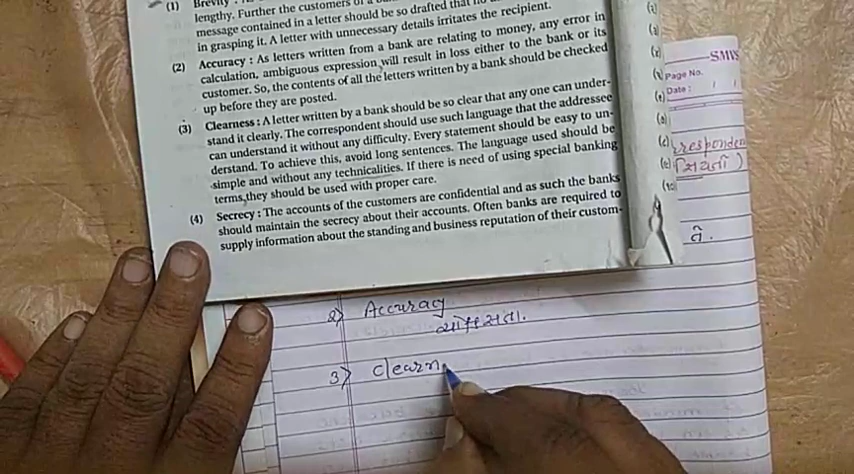 (1) Brevity :
lengthy. Further the customers of a
message contained in a letter should be so drafted that no
in grasping it. A letter with unnecessary details irritates the recipient.
(2) Accuracy : As letters written from a bank are relating to money, any error in
calculation, ambiguous expression will result in loss either to the bank or its
customer. So, the contents of all the letters written by a bank should be checked
up before they are posted.
(3) Clearness : A letter written by a bank should be so clear that any one can under-
stand it clearly. The correspondent should use such language that the addressee
can understand it without any difficulty. Every statement should be easy to un-
derstand. To achieve this, avoid long sentences. The language used should be
simple and without any technicalities. If there is need of using special banking
terms, they should be used with proper care.
(4) Secrecy : The accounts of the customers are confidential and as such the banks
should maintain the secrecy about their accounts. Often banks are required to
supply information about the standing and business reputation of their custom-
Page No.
Date :
rrespondem
2) Accuracy
3) Clearn